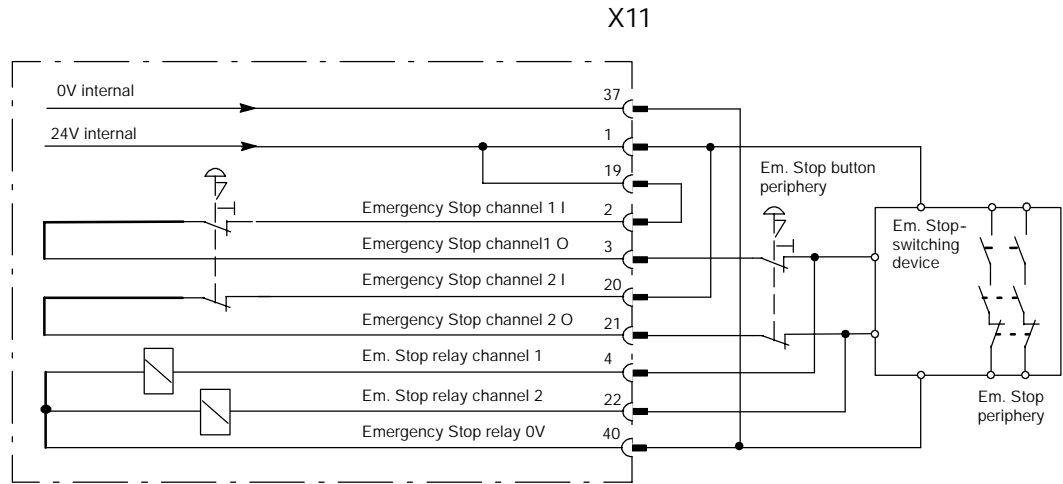 X11
0V internal
37
24V internal
1
19
Em. Stop button
periphery
Emergency Stop channel 1 I
2
Em. Stop-
switching
device
Emergency Stop channel1 O
3
Emergency Stop channel 2 I
20
Emergency Stop channel 2 O
21
Em. Stop relay channel 1
4
Em. Stop relay channel 2
22
Em. Stop
periphery
Emergency Stop relay 0V
40